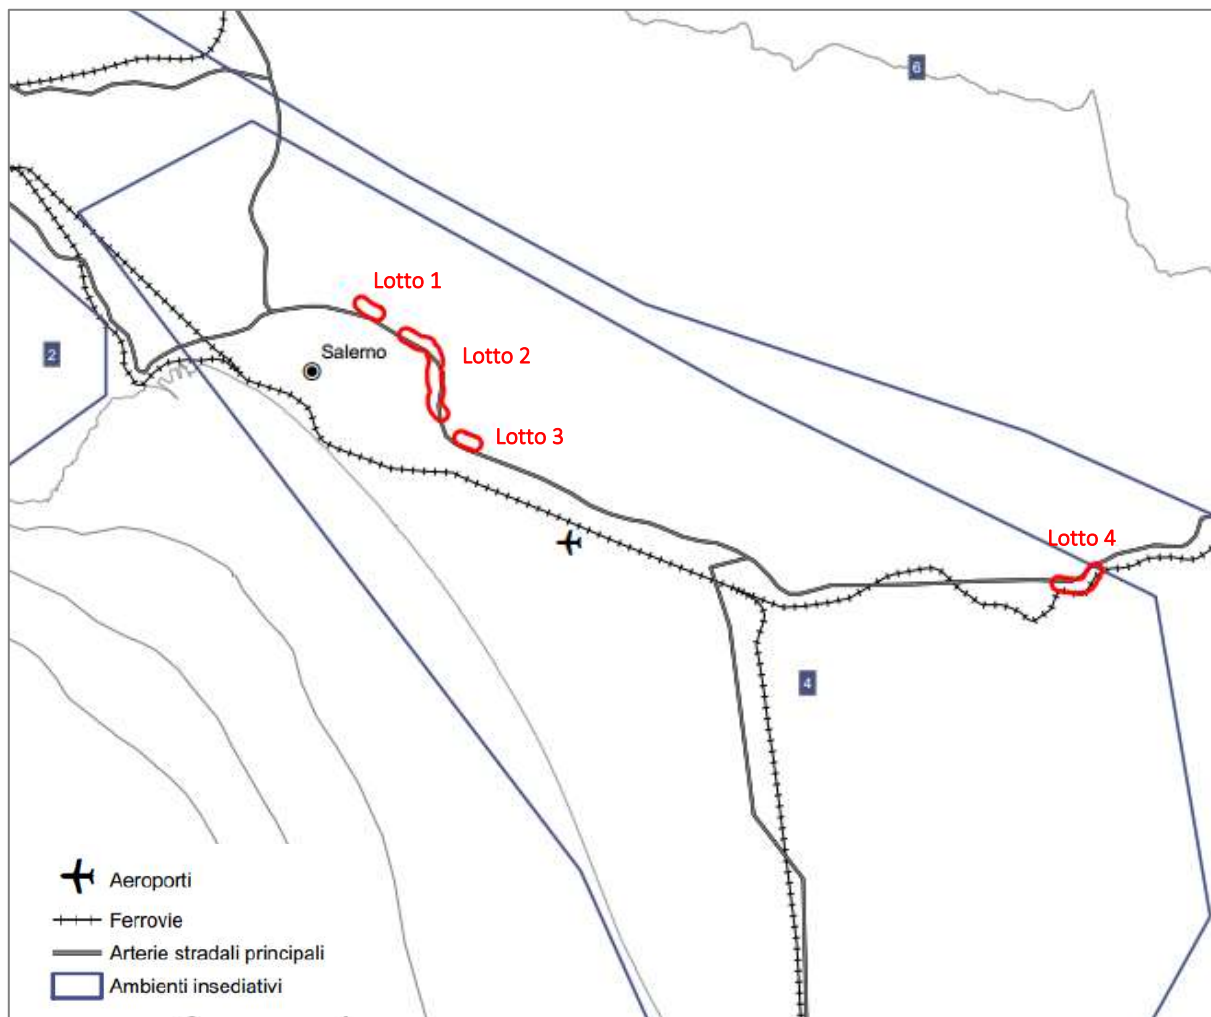 6
Lotto 1
2
Salerno
Lotto 2
Lotto 3
Lotto 4
4
Aeroporti
Ferrovie
Arterie stradali principali
Ambienti insediativi